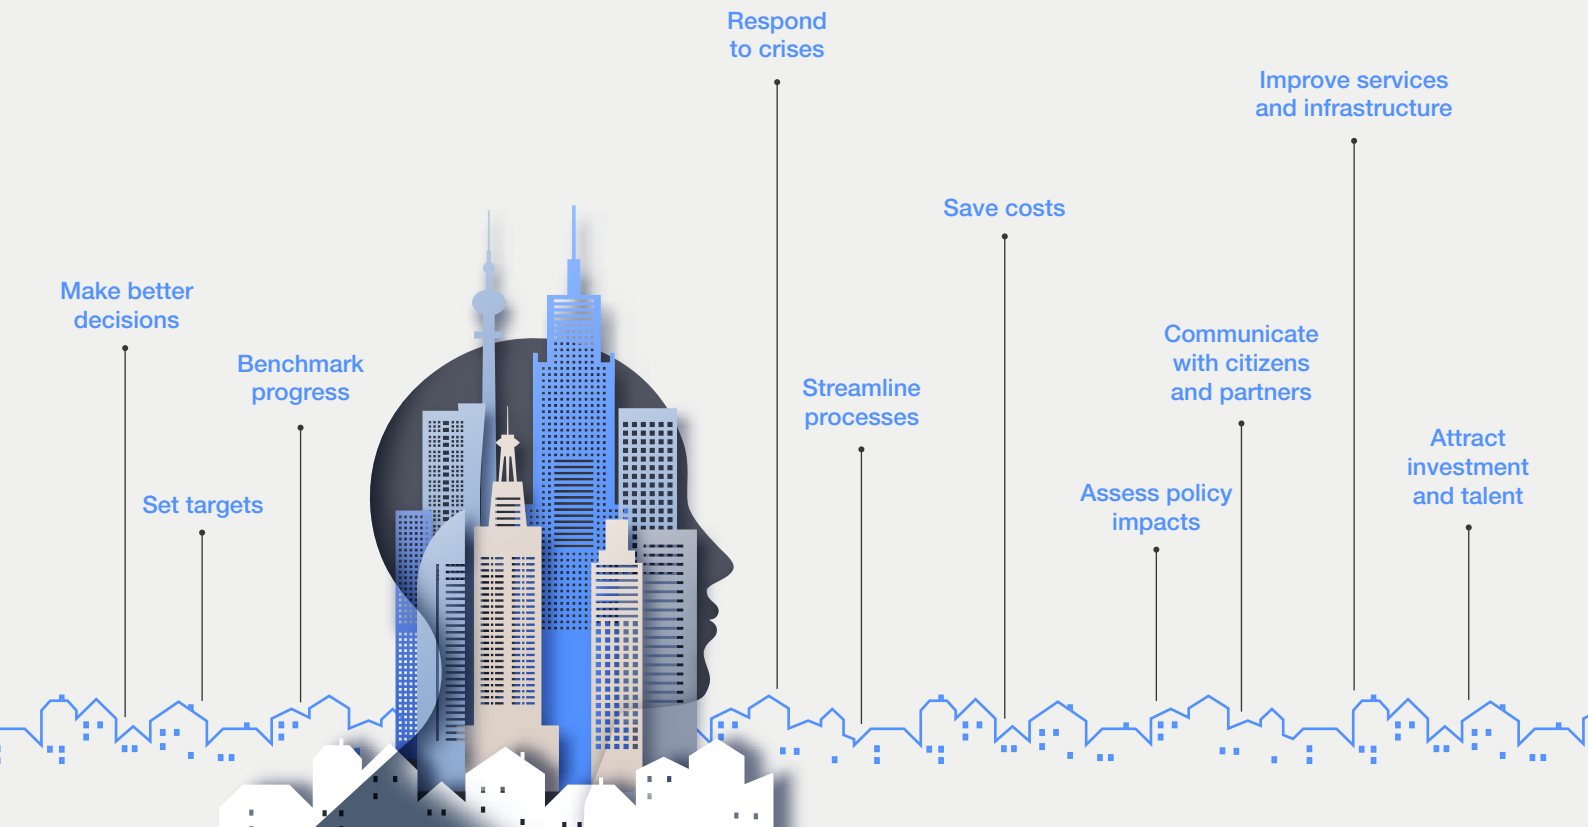 Make better
decisions
Set targets
Benchmark
progress
Respond
to crises
Streamline
processes
Save costs
Assess policy
impacts
Communicate
with citizens
and partners
Improve services
and infrastructure
Attract
investment
and talent